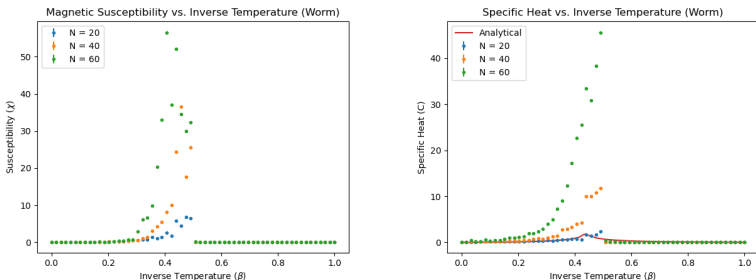 Magnetic Susceptibility vs. Inverse Temperature (Worm)
N = 20
N = 40
N = 60
50
40
30
20
10
0
Susceptibility (χ)
0.0 0.2 0.4 0.6 0.8 1.0
Inverse Temperature (β)
Specific Heat vs. Inverse Temperature (Worm)
Analytical
N = 20
N = 40
N = 60
40
30
20
10
0
Specific Heat (C)
0.0 0.2 0.4 0.6 0.8 1.0
Inverse Temperature (β)